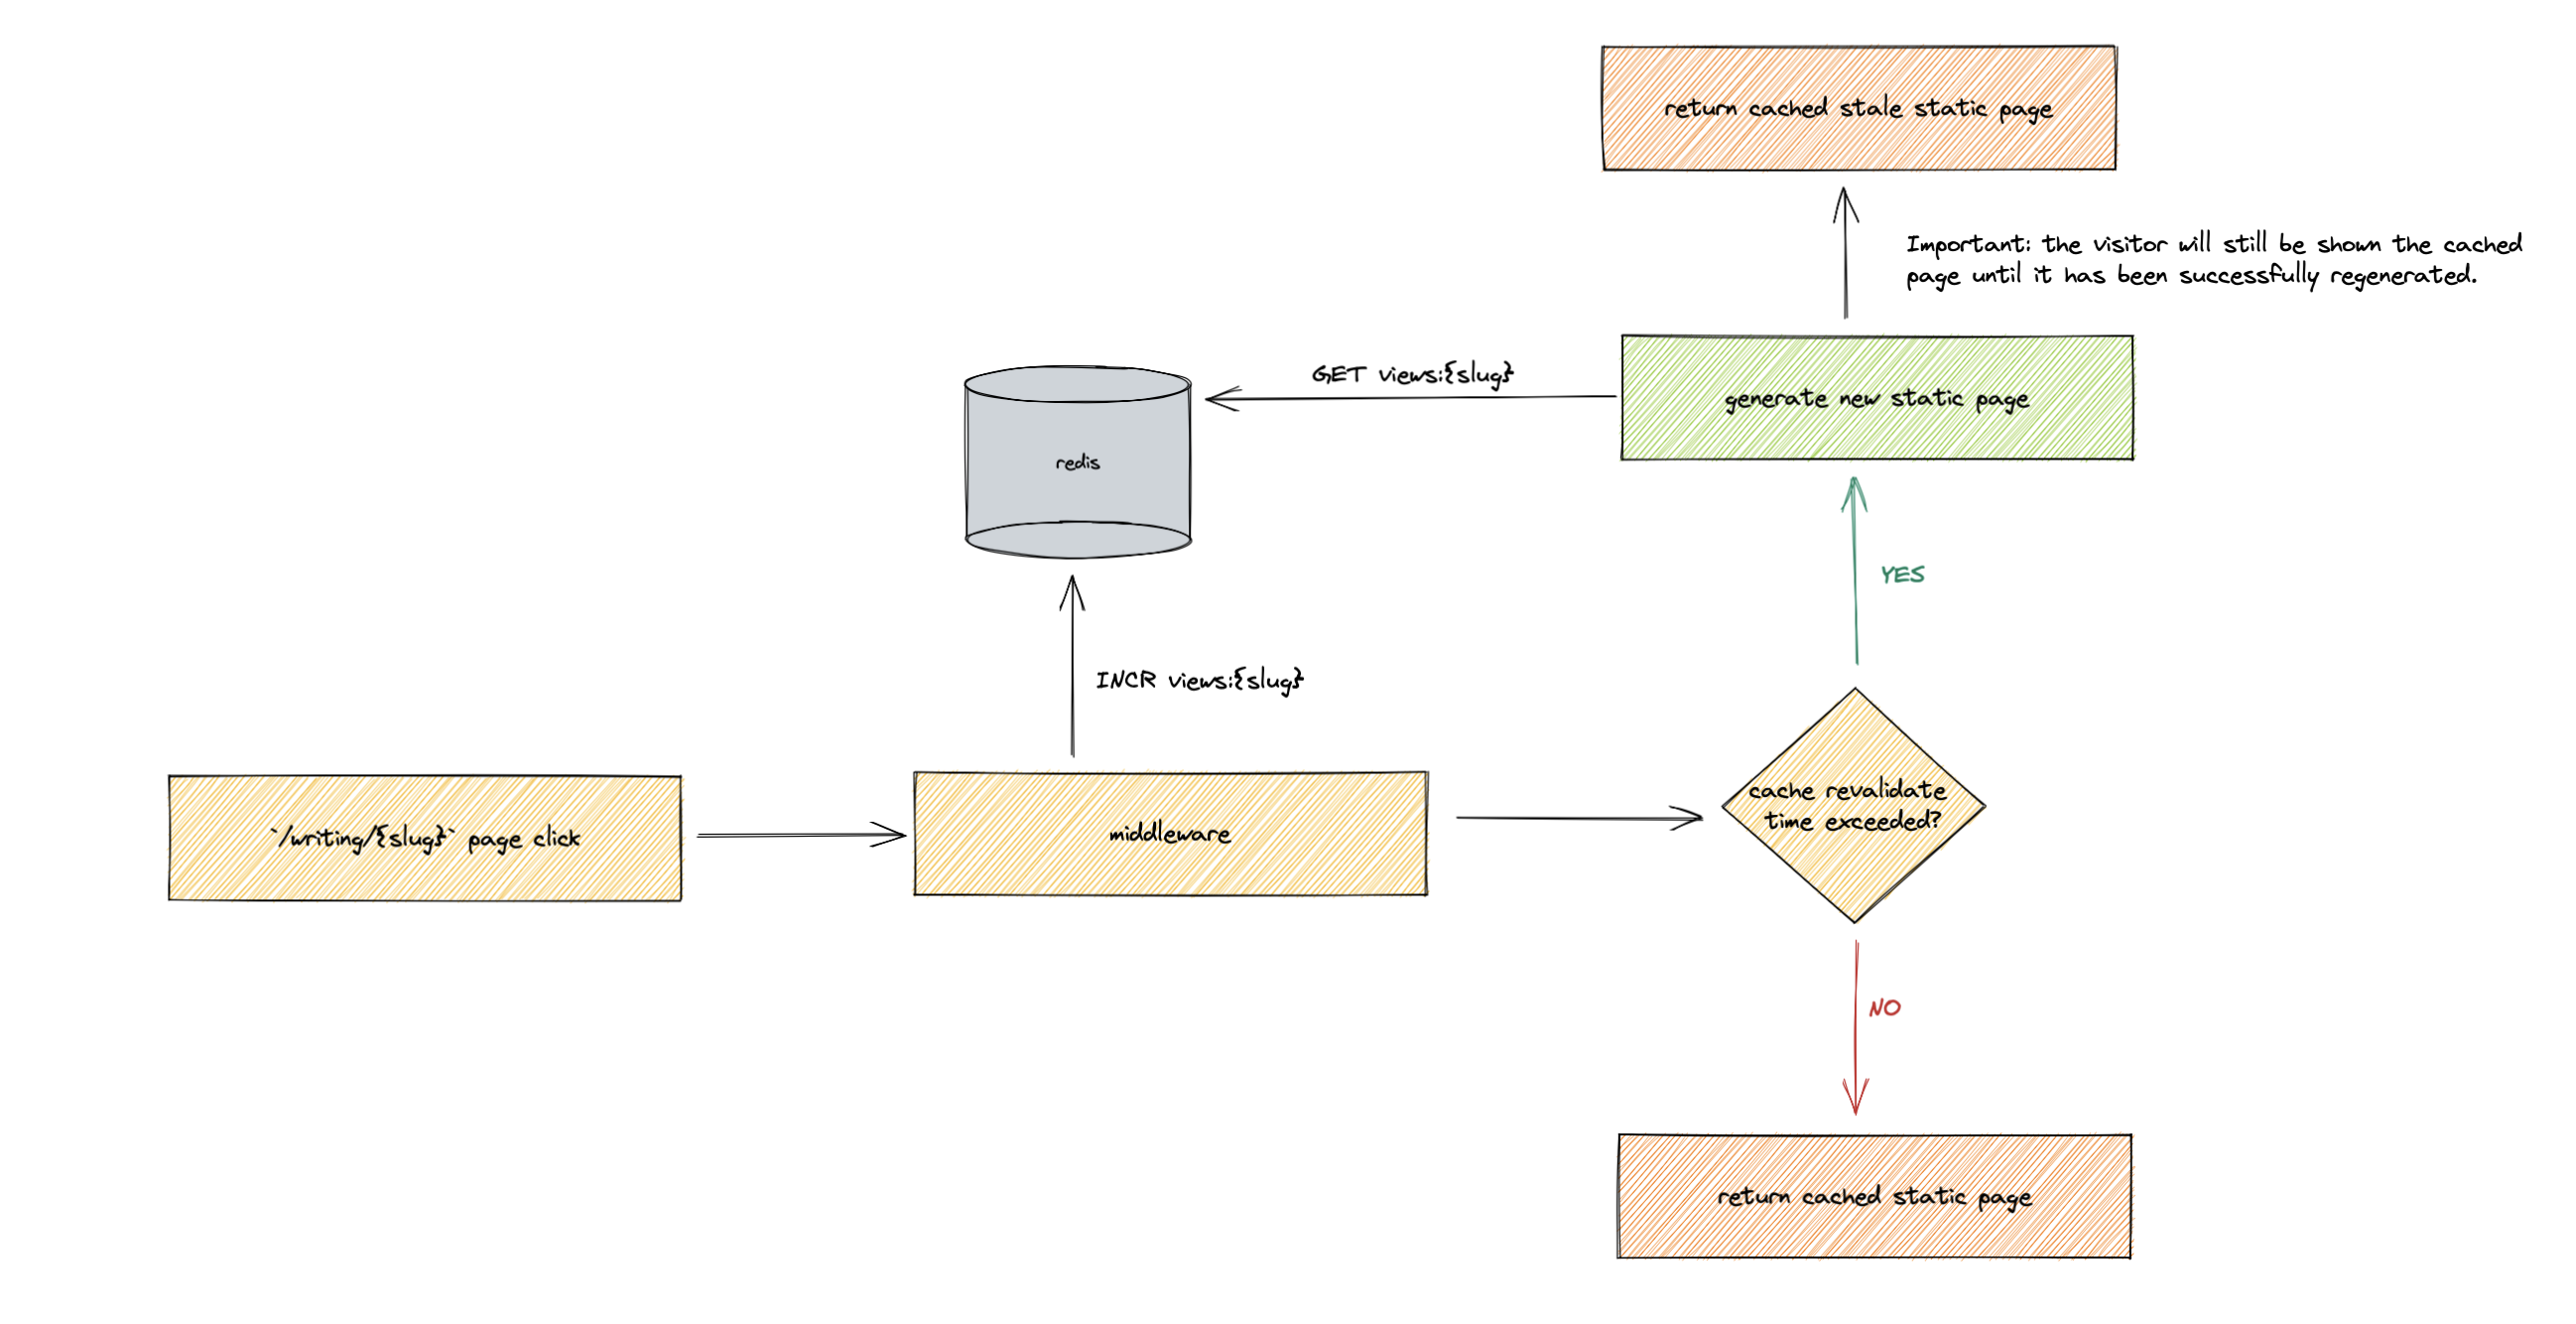 return cached stale static page
Important: the visitor will still be shown the cached
page until it has been successfully regenerated.
GET views:{slug}
generate new static page
redis
YES
INCR views:{slug}
`/writing/{slug}` page click
middleware
cache revalidate
time exceeded?
NO
return cached static page